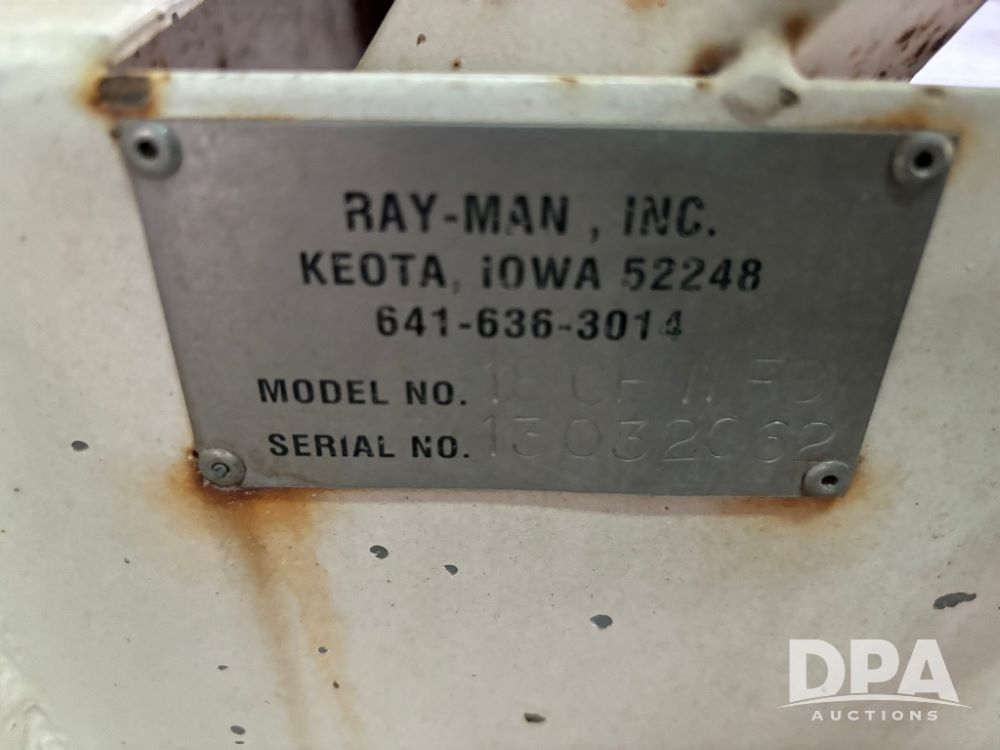 RAY-MAN, INC.
KEOTA, IOWA 52248
641-636-3014
MODEL NO.
SERIAL NO. 13032062
DPA
AUCTIONS